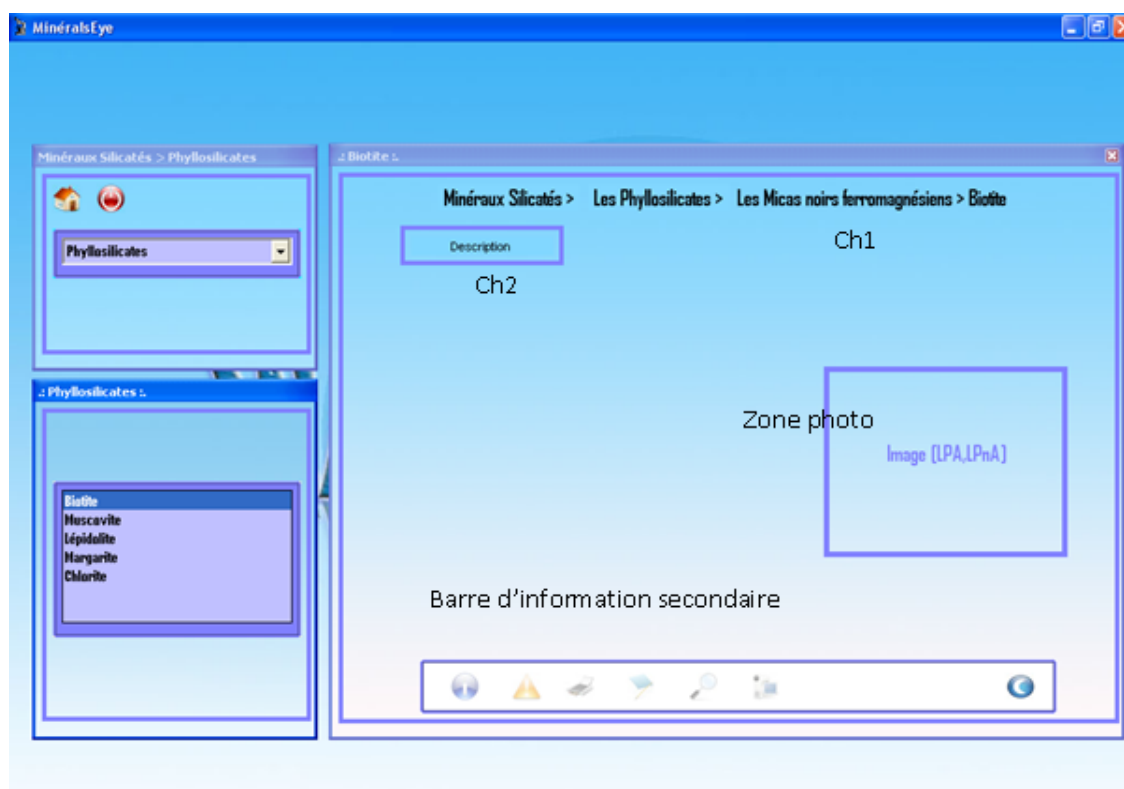 MinéralsEye
Minéraux Silicatés > Phyllosilicates
Phyllosilicates
.: Phyllosilicates :.
Biotite
Muscovite
Lépidolite
Margarite
Chlorite
.: Biotite :.
Minéraux Silicatés > Les Phyllosilicates > Les Micas noirs ferromagnésiens > Biotite
Ch1
Description
Ch2
Zone photo
Image [LPA,LPnA]
Barre d’information secondaire